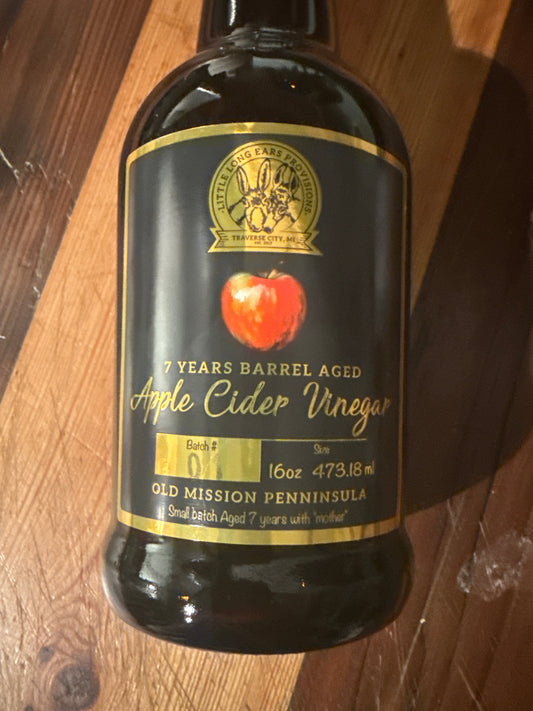 LITTLE LONG EARS PROVISIONS
TRAVERSE CITY, MI
7 YEARS BARREL AGED
Apple Cider Vinegar
Batch #
Size
16oz 473.18 ml
OLD MISSION PENNINSULA
Small batch Aged 7 years with "mother"